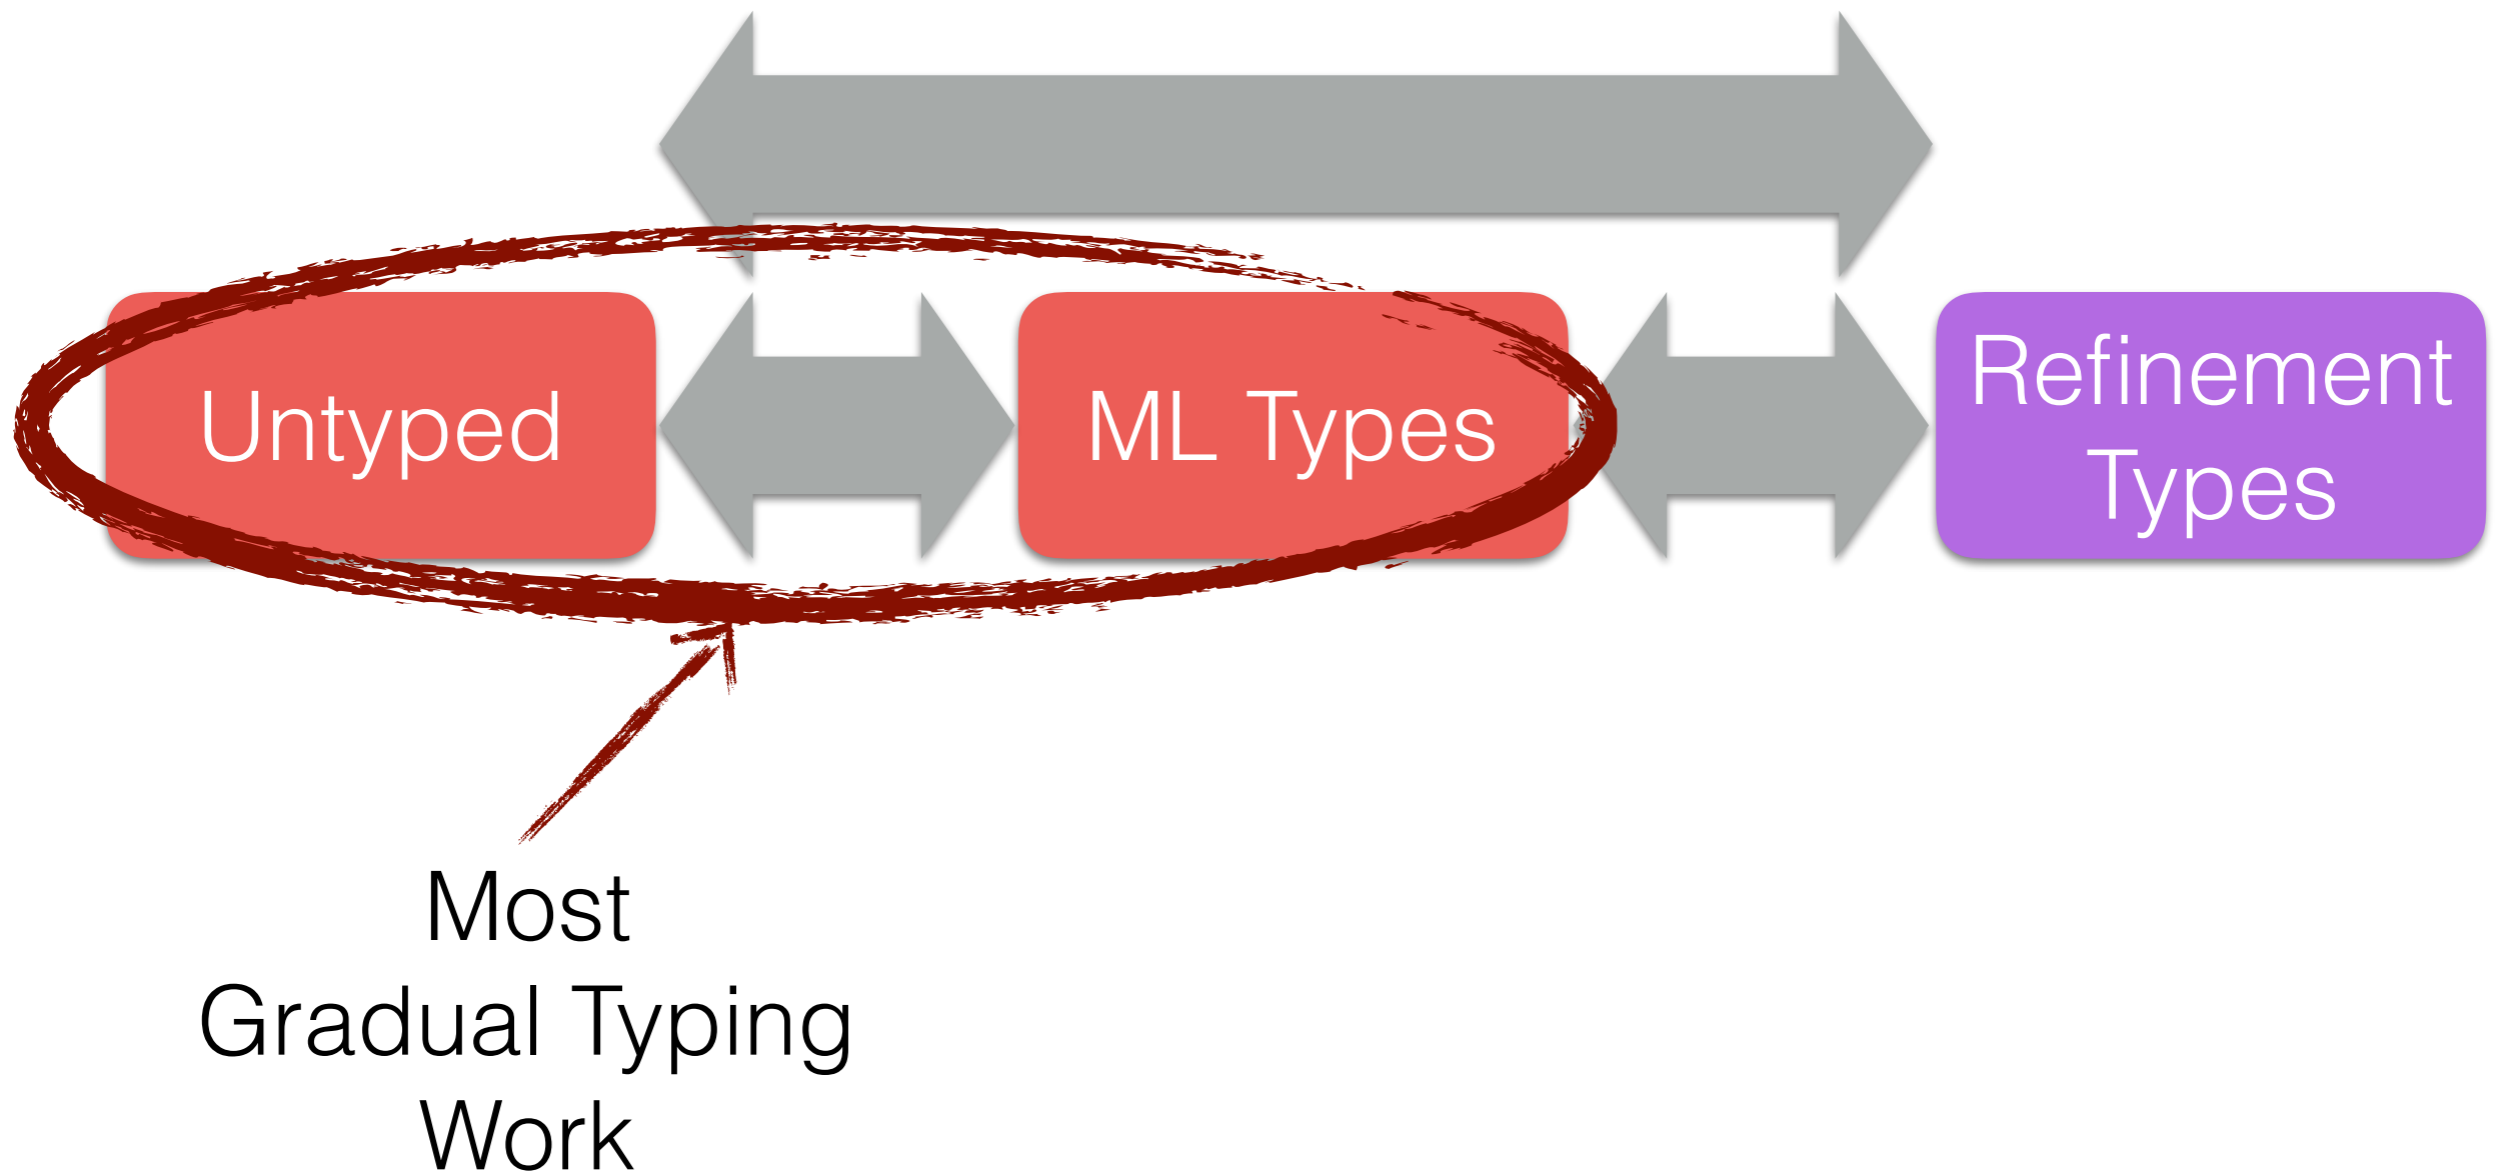 Untyped
ML Types
Refinement
Types
Most
Gradual Typing
Work